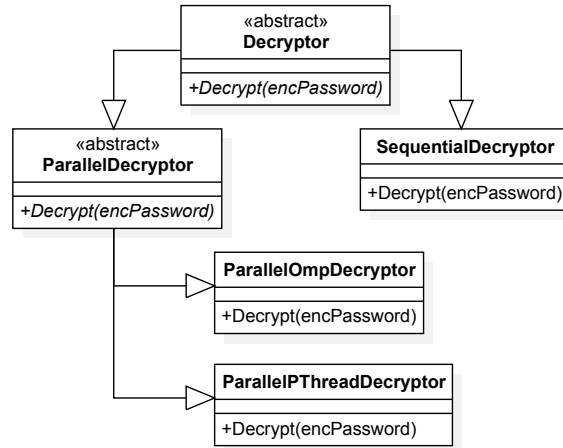 «abstract»
Decryptor
+Decrypt(encPassword)
«abstract»
ParallelDecryptor
+Decrypt(encPassword)
SequentialDecryptor
+Decrypt(encPassword)
ParallelOmpDecryptor
+Decrypt(encPassword)
ParallelPThreadDecryptor
+Decrypt(encPassword)